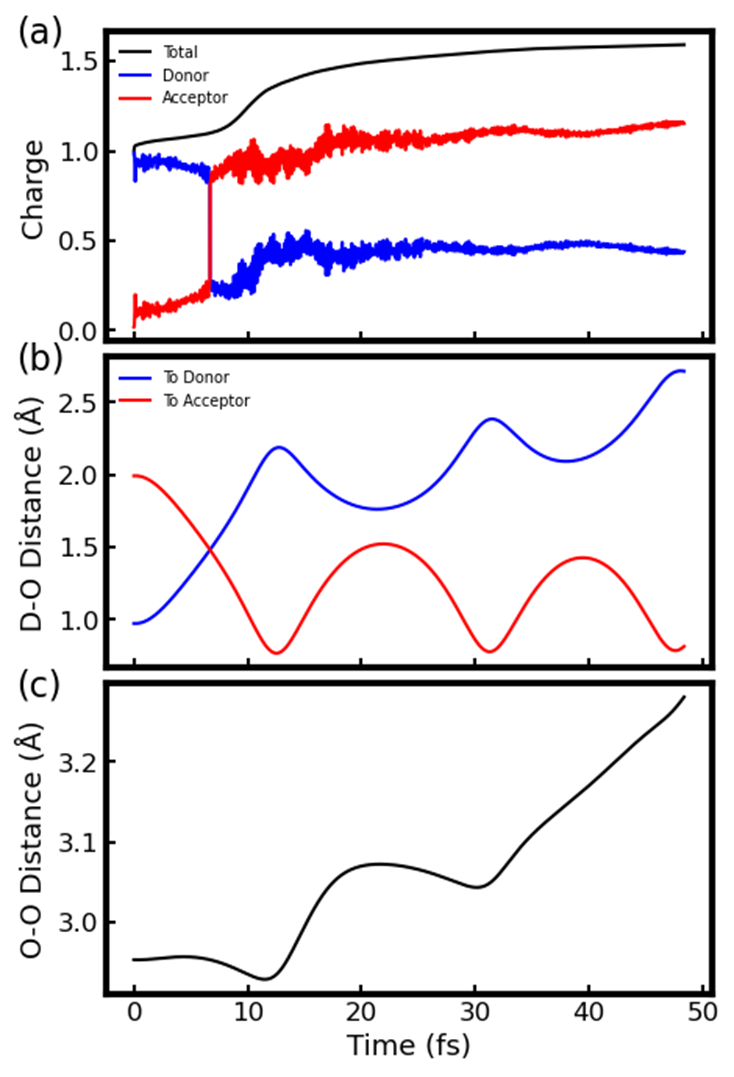 (a)
Total
Donor
Acceptor
Charge
1.5
1.0
0.5
0.0
(b)
To Donor
To Acceptor
D-O Distance (Å)
2.5
2.0
1.5
1.0
(c)
O-O Distance (Å)
3.2
3.1
3.0
0 10 20 30 40 50
Time (fs)